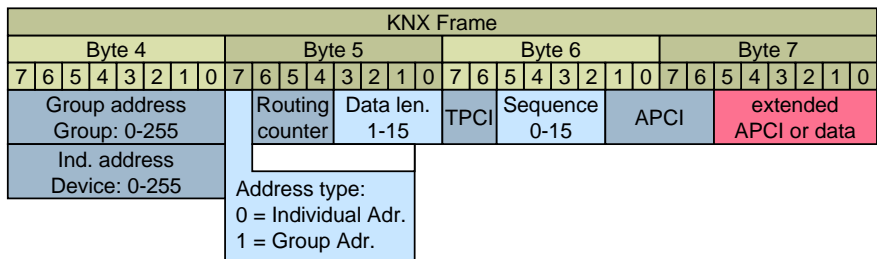 KNX Frame
Byte 4 Byte 5 Byte 6 Byte 7
7 6 5 4 3 2 1 0 7 6 5 4 3 2 1 0 7 6 5 4 3 2 1 0 7 6 5 4 3 2 1 0
Group address Routing Data len. TPCI Sequence APCI extended
Group: 0-255 counter 1-15 0-15 APCI or data
Ind. address
Device: 0-255
Address type:
0 = Individual Adr.
1 = Group Adr.